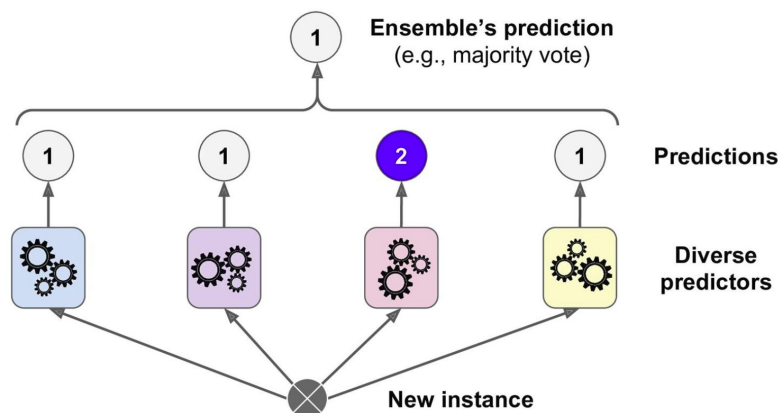 1
Ensemble's prediction
(e.g., majority vote)
1
1
2
1
Predictions
Diverse
predictors
New instance